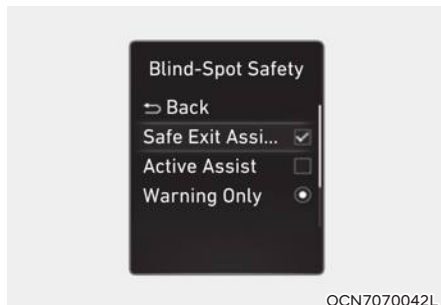 Blind-Spot Safety
Back
Safe Exit Assi...
Active Assist
Warning Only
OCN7070042L